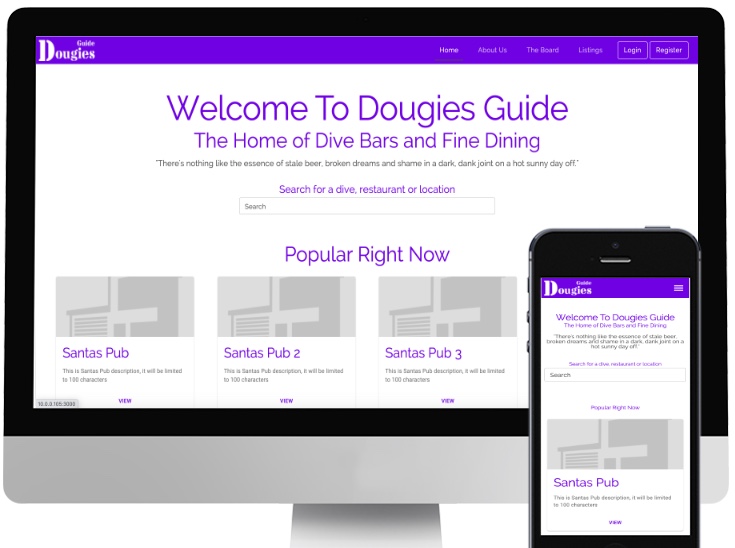 Guide
Dougies
Home About Us The Board Listings Login Register
Welcome To Dougies Guide
The Home of Dive Bars and Fine Dining
"There's nothing like the essence of stale beer, broken dreams and shame in a dark, dank joint on a hot sunny day off."
Search for a dive, restaurant or location
Search
Popular Right Now
Santas Pub
This is Santas Pub description, it will be limited
to 100 characters
VIEW
Santas Pub 2
This is Santas Pub description, it will be limited
to 100 characters
VIEW
Santas Pub 3
This is Santas Pub description, it will be limited
to 100 characters
VIEW
10.0.0.105:3000
Guide
Dougies
Welcome To Dougies Guide
The Home of Dive Bars and Fine Dining
"There's nothing like the essence of stale beer,
broken dreams and shame in a dark, dank joint on a
hot sunny day off."
Search for a dive, restaurant or location
Search
Popular Right Now
Santas Pub
This is Santas Pub description, it will be limited
to 100 characters
VIEW